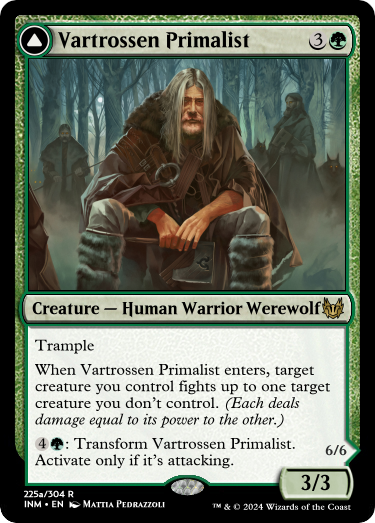 Vartrossen Primalist 3
Creature — Human Warrior Werewolf
Trample
When Vartrossen Primalist enters, target
creature you control fights up to one target
creature you don't control. (Each deals
damage equal to its power to the other.)
4 : Transform Vartrossen Primalist.
Activate only if it's attacking.
6/6
3/3
225a/304 R
INM • EN Mattia Pedrazzoli
™ & © 2024 Wizards of the Coast